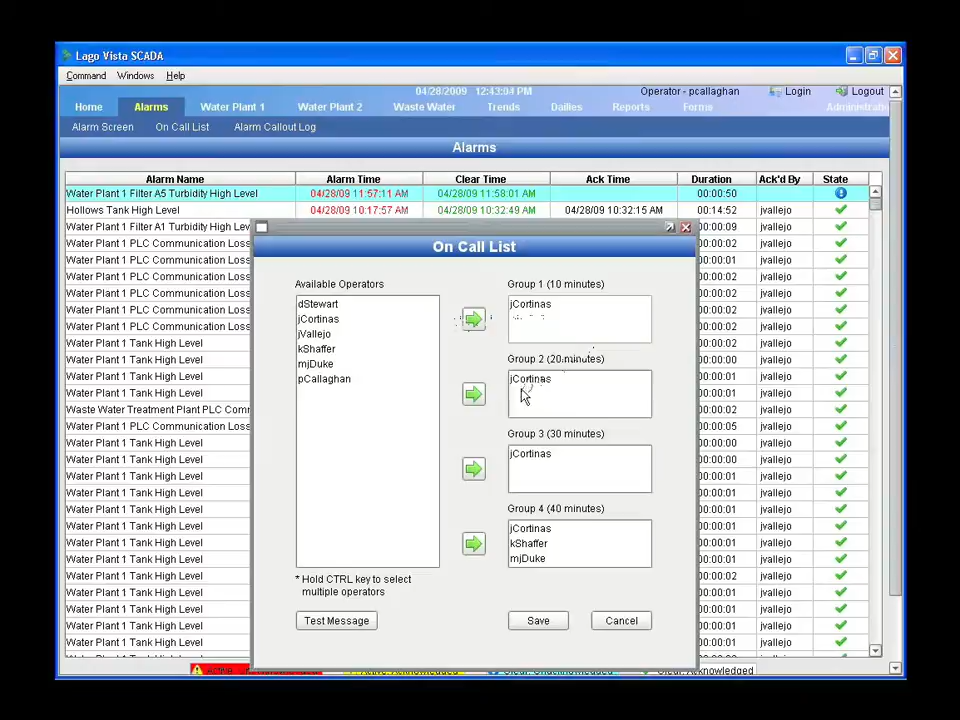 Lago Vista SCADA
Command Windows Help
04/28/2009 12:43:04 PM Operator - pcallaghan Login Logout
Home Alarms Water Plant 1 Water Plant 2 Waste Water Trends Dailies Reports Forms
Alarm Screen On Call List Alarm Callout Log
Alarms
Alarm Name Alarm Time Clear Time Ack Time Duration Ack'd By State
Water Plant 1 Filter A5 Turbidity High Level 04/28/09 11:57:11 AM 04/28/09 11:58:01 AM 00:00:50
Hollows Tank High Level 04/28/09 10:17:57 AM 04/28/09 10:32:49 AM 04/28/09 10:32:15 AM 00:14:52 jvallejo
Water Plant 1 Filter A1 Turbidity High 00:00:09 jvallejo
Water Plant 1 PLC Communication Loss 00:00:02 jvallejo
Water Plant 1 PLC Communication Loss 00:00:01 jvallejo
Water Plant 1 PLC Communication Loss 00:00:02 jvallejo
Water Plant 1 PLC Communication Loss 00:00:02 jvallejo
Water Plant 1 PLC Communication Loss 00:00:02 jvallejo
Water Plant 1 PLC Communication Loss 00:00:02 jvallejo
Water Plant 1 Tank High Level 00:00:01 jvallejo
Water Plant 1 Tank High Level 00:00:00 jvallejo
Water Plant 1 Tank High Level 00:00:01 jvallejo
Water Plant 1 Tank High Level 00:00:02 jvallejo
Waste Water Treatment Plant PLC 00:00:02 jvallejo
Water Plant 1 PLC Communication Loss 00:00:05 jvallejo
Water Plant 1 Tank High Level 00:00:00 jvallejo
Water Plant 1 Tank High Level 00:00:01 jvallejo
Water Plant 1 Tank High Level 00:00:01 jvallejo
Water Plant 1 Tank High Level 00:00:01 jvallejo
Water Plant 1 Tank High Level 00:00:01 jvallejo
Water Plant 1 Tank High Level 00:00:01 jvallejo
Water Plant 1 Tank High Level 00:00:02 jvallejo
Water Plant 1 Tank High Level 00:00:02 jvallejo
Water Plant 1 Tank High Level 00:00:02 jvallejo
Water Plant 1 Tank High Level 00:00:01 jvallejo
Water Plant 1 Tank High Level 00:00:01 jvallejo
Water Plant 1 Tank High Level 00:00:01 jvallejo
On Call List
Available Operators
dStewart
jCortinas
jVallejo
kShaffer
mjDuke
pCallaghan
* Hold CTRL key to select
multiple operators
Group 1 (10 minutes)
jCortinas
Group 2 (20 minutes)
jCortinas
Group 3 (30 minutes)
jCortinas
Group 4 (40 minutes)
jCortinas
kShaffer
mjDuke
Test Message Save Cancel